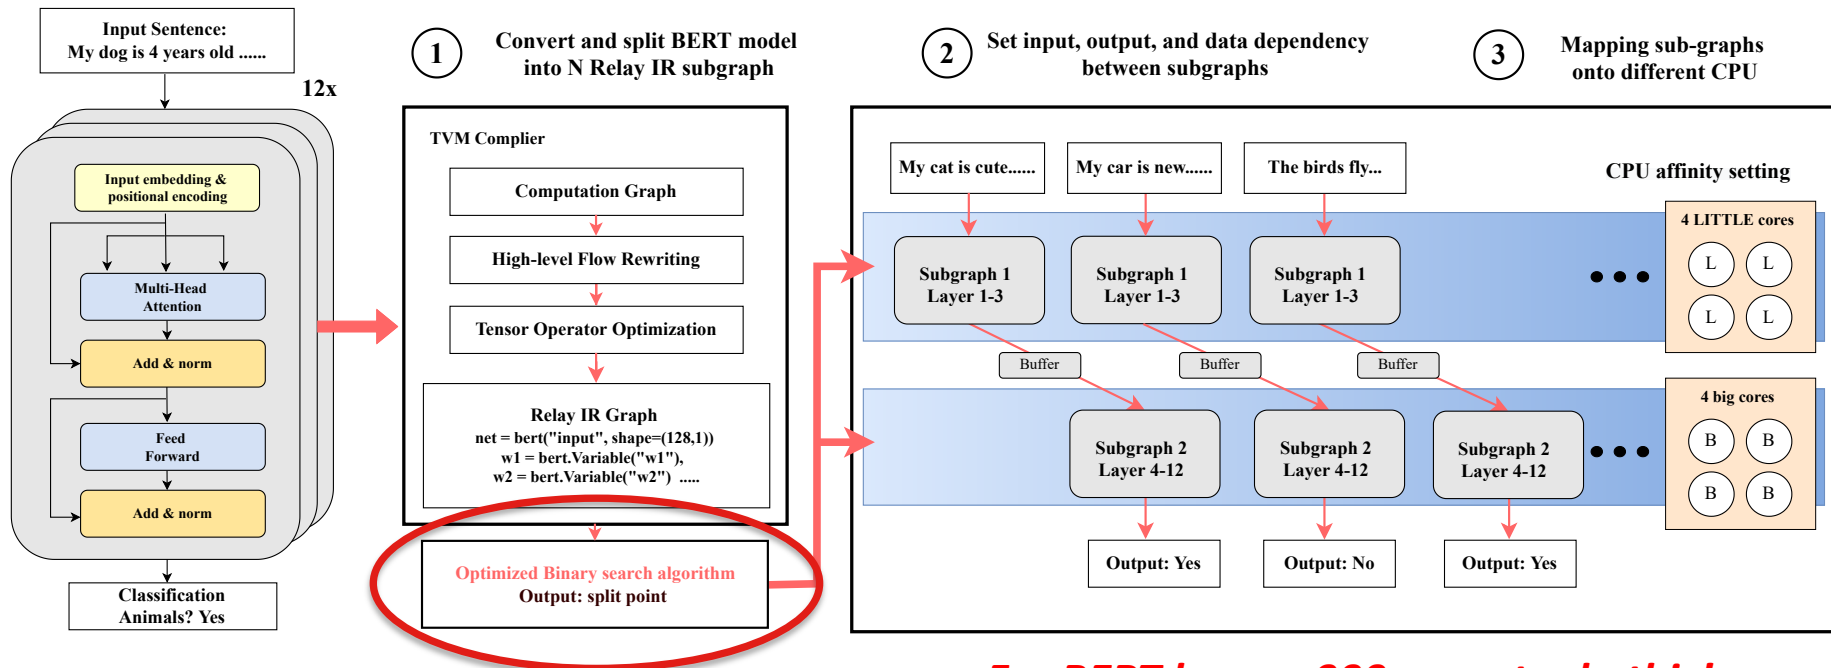 Input Sentence:
My dog is 4 years old ......
12x
Input embedding &
positional encoding
Multi-Head
Attention
Add & norm
Feed
Forward
Add & norm
Classification
Animals? Yes
1
Convert and split BERT model
into N Relay IR subgraph
TVM Complier
Computation Graph
High-level Flow Rewriting
Tensor Operator Optimization
Relay IR Graph
net = bert("input", shape=(128,1))
w1 = bert.Variable("w1"),
w2 = bert.Variable("w2") .....
Optimized Binary search algorithm
Output: split point
2
Set input, output, and data dependency
between subgraphs
3
Mapping sub-graphs
onto different CPU
My cat is cute......
My car is new......
The birds fly...
CPU affinity setting
Subgraph 1
Layer 1-3
Subgraph 1
Layer 1-3
Subgraph 1
Layer 1-3
4 LITTLE cores
L
L
L
L
Buffer
Buffer
Buffer
Subgraph 2
Layer 4-12
Subgraph 2
Layer 4-12
Subgraph 2
Layer 4-12
4 big cores
B
B
B
B
Output: Yes
Output: No
Output: Yes